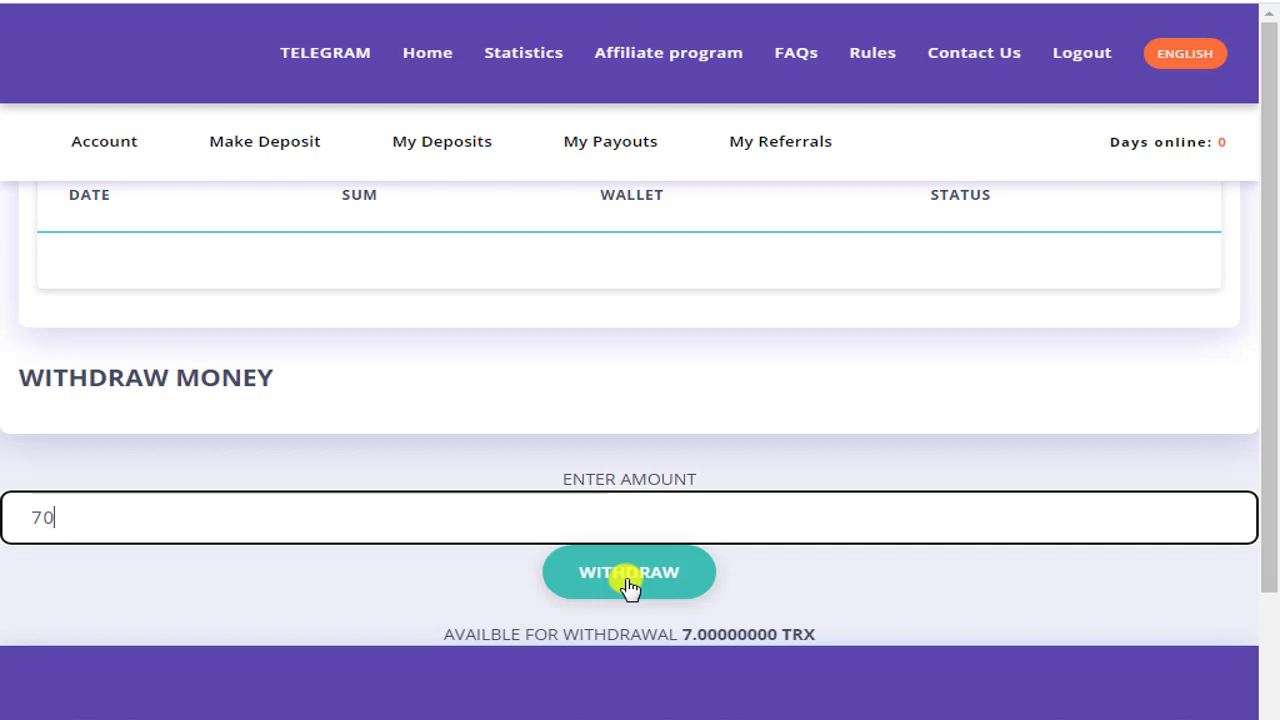 TELEGRAM Home Statistics Affiliate program FAQs Rules Contact Us Logout ENGLISH
Account Make Deposit My Deposits My Payouts My Referrals Days online: 0
DATE SUM WALLET STATUS
WITHDRAW MONEY
ENTER AMOUNT
70
WITHDRAW
AVAILBLE FOR WITHDRAWAL 7.00000000 TRX